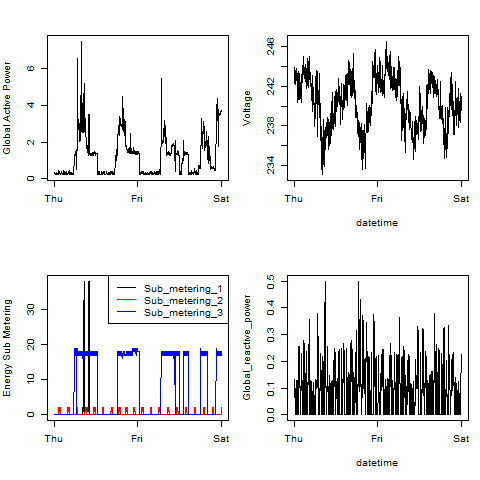 Global Active Power
0 2 4 6
Thu Fri Sat
Voltage
234 238 242 246
Thu Fri Sat
datetime
Energy Sub Metering
0 10 20 30
Sub_metering_1
Sub_metering_2
Sub_metering_3
Thu Fri Sat
Global_reactive_power
0.0 0.1 0.2 0.3 0.4 0.5
Thu Fri Sat
datetime